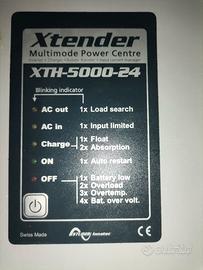 Xtender
Multimode Power Centre
XTH-5000-24
Blinking indicator
AC out 1x Load search
AC in 1x Input limited
Charge 1x Float
2x Absorption
ON 1x Auto restart
OFF 1x Battery low
2x Overload
3x Overtemp.
4x Bat. over volt.
Swiss Made